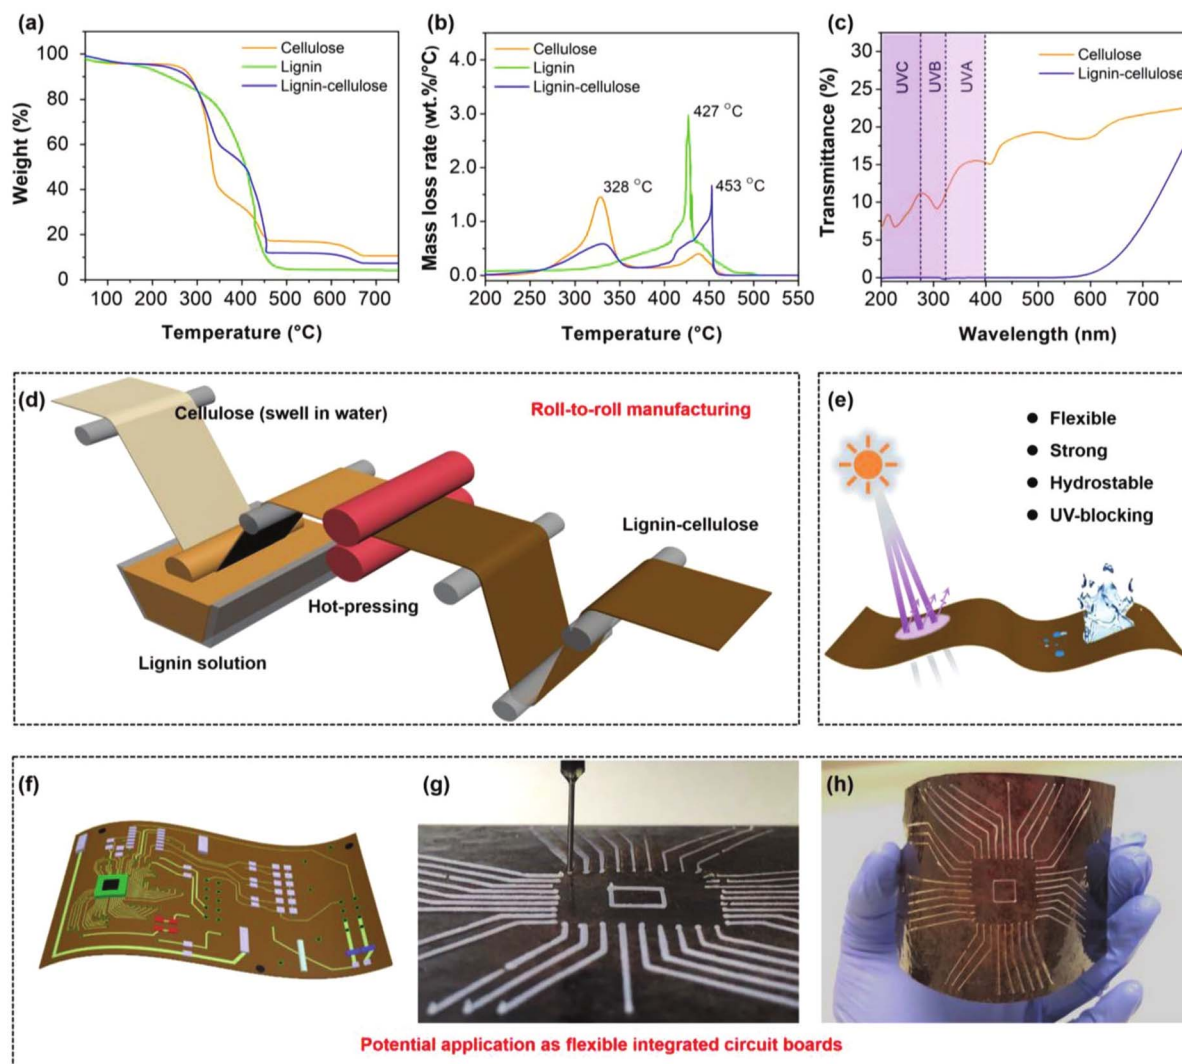 (a)
100
80
60
40
20
0
100
200
300
400
500
600
700
Weight (%)
Temperature (°C)
Cellulose
Lignin
Lignin-cellulose
(b)
4.0
3.0
2.0
1.0
0.0
200
250
300
350
400
450
500
550
Mass loss rate (wt.%/°C)
Temperature (°C)
Cellulose
Lignin
Lignin-cellulose
328 °C
427 °C
453 °C
(c)
30
25
20
15
10
5
0
200
300
400
500
600
700
Transmittance (%)
Wavelength (nm)
UVC
UVB
UVA
Cellulose
Lignin-cellulose
(d)
Cellulose (swell in water)
Roll-to-roll manufacturing
Lignin-cellulose
Hot-pressing
Lignin solution
(e)
● Flexible
● Strong
● Hydrostable
● UV-blocking
(f)
(g)
(h)
Potential application as flexible integrated circuit boards